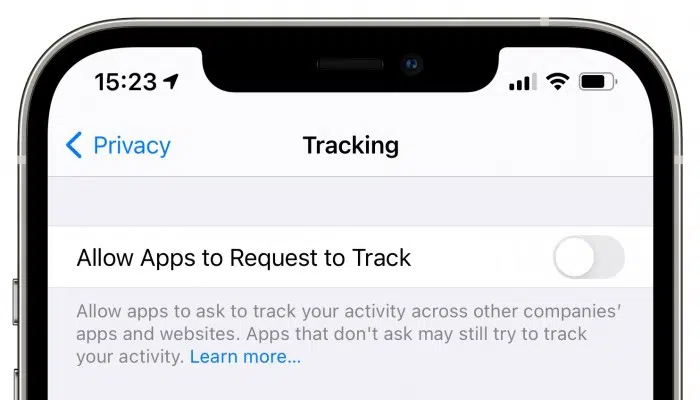 15:23
Privacy
Tracking
Allow Apps to Request to Track
Allow apps to ask to track your activity across other companies’
apps and websites. Apps that don't ask may still try to track
your activity. Learn more...